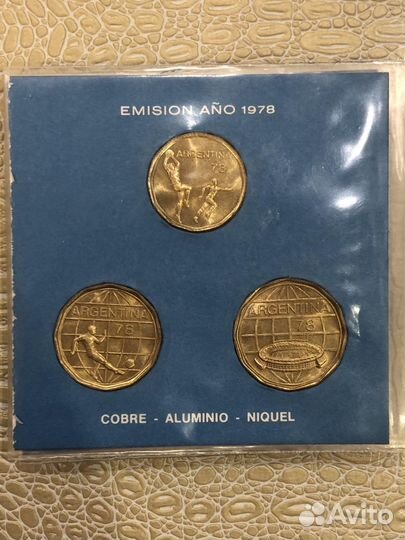 EMISION AÑO 1978
ARGENTINA
78
ARGENTINA
78
ARGENTINA
78
COBRE - ALUMINIO - NIQUEL
Avito